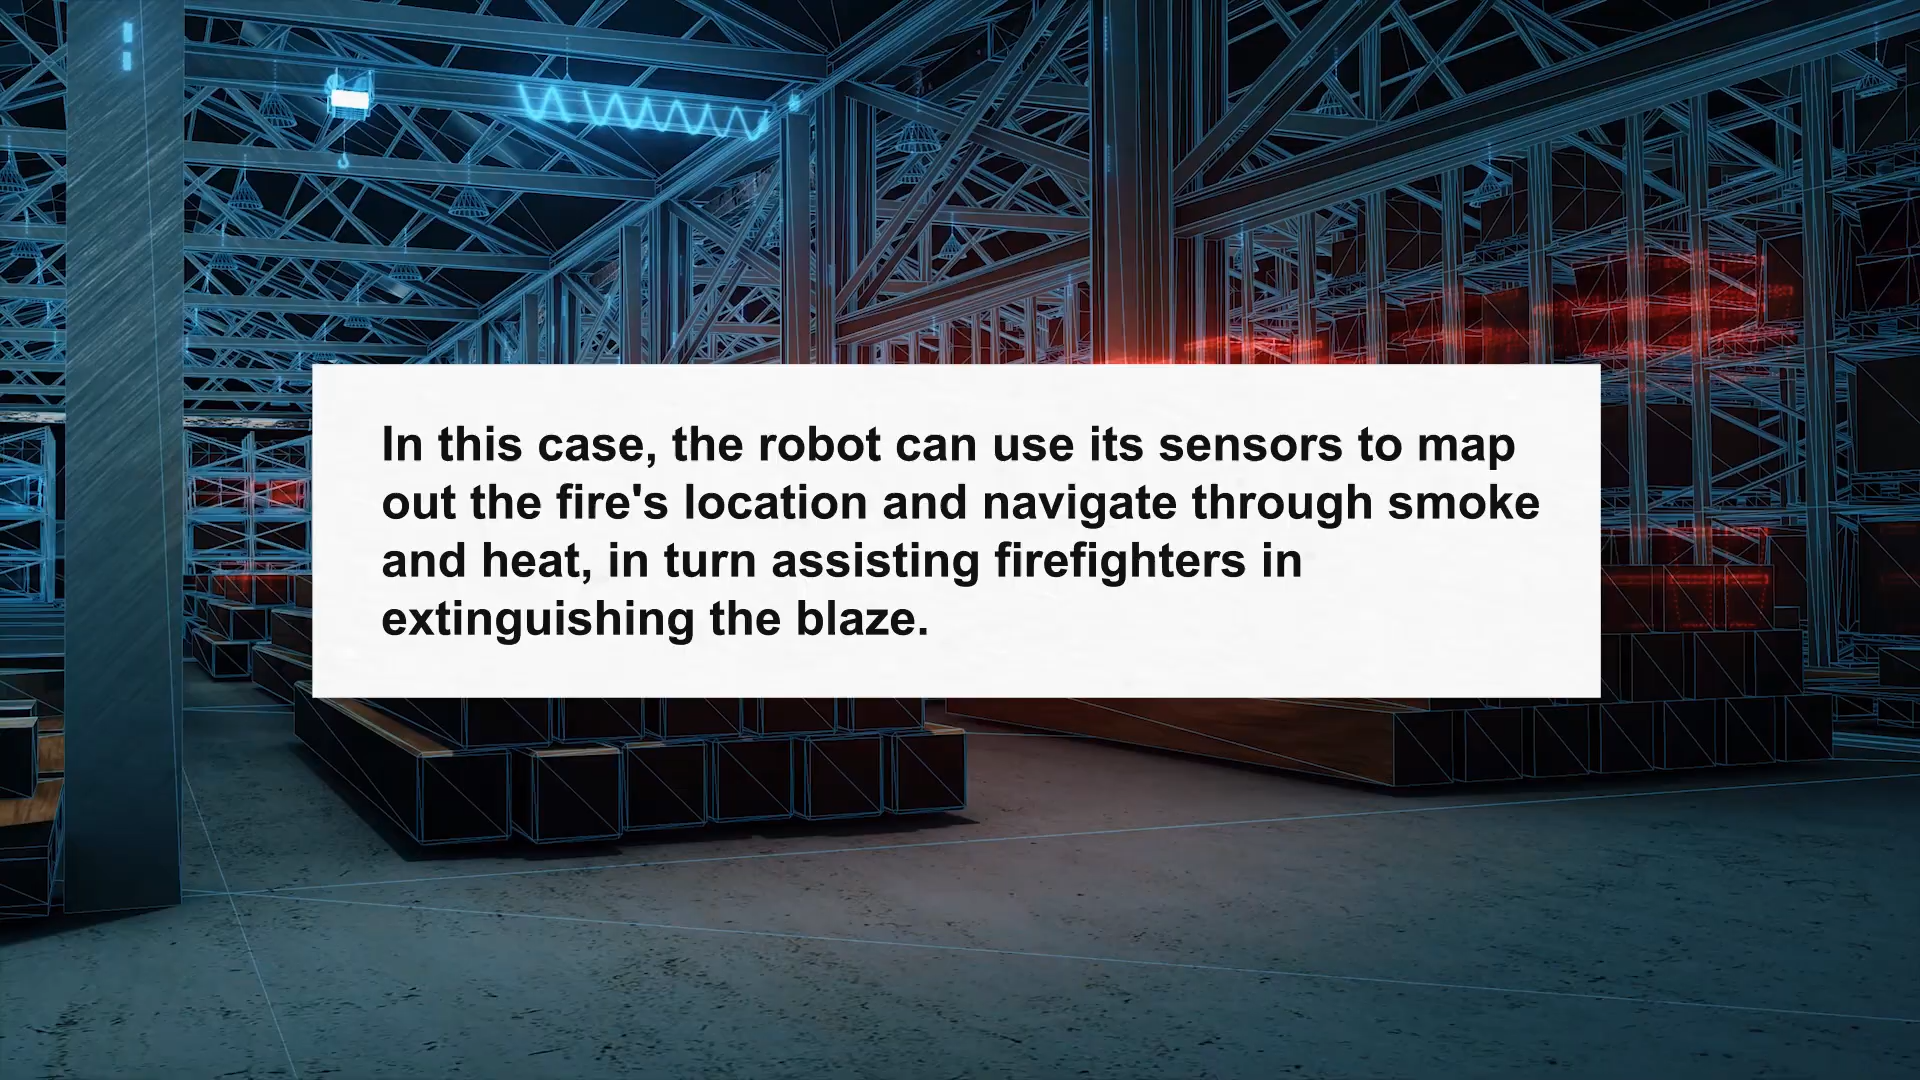 In this case, the robot can use its sensors to map
out the fire's location and navigate through smoke
and heat, in turn assisting firefighters in
extinguishing the blaze.